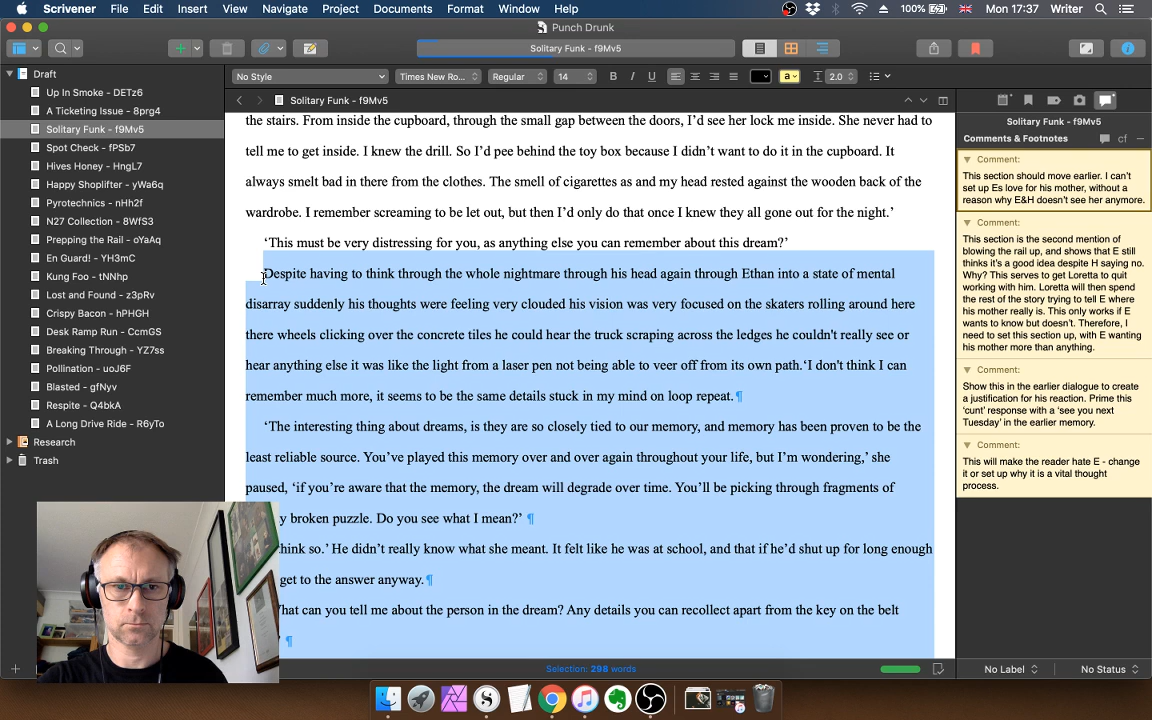 Scrivener File Edit Insert View Navigate Project Documents Format Window Help 100% Mon 17:37 Writer
Punch Drunk
Solitary Funk - f9Mv5
No Style Times New Ro... Regular 14 B I U a 2.0
Draft
Up In Smoke - DETz6
A Ticketing Issue - 8prg4
Solitary Funk - f9Mv5
Spot Check - fPSb7
Hives Honey - HngL7
Happy Shoplifter - yWa6q
Pyrotechnics - nHh2f
N27 Collection - 8WfS3
Prepping the Rail - oYaAq
En Guard! - YH3mC
Kung Foo - tNNhp
Lost and Found - z3pRv
Crispy Bacon - hPHGH
Desk Ramp Run - CcmGS
Breaking Through - YZ7ss
Pollination - uoJ6F
Blasted - gfNyv
Respite - Q4bkA
A Long Drive Ride - R6yTo
Research
Trash
Solitary Funk - f9Mv5
the stairs. From inside the cupboard, through the small gap between the doors, I’d see her lock me inside. She never had to
tell me to get inside. I knew the drill. So I’d pee behind the toy box because I didn’t want to do it in the cupboard. It
always smelt bad in there from the clothes. The smell of cigarettes as and my head rested against the wooden back of the
wardrobe. I remember screaming to be let out, but then I’d only do that once I knew they all gone out for the night.’
‘This must be very distressing for you, as anything else you can remember about this dream?’
Despite having to think through the whole nightmare through his head again through Ethan into a state of mental
disarray suddenly his thoughts were feeling very clouded his vision was very focused on the skaters rolling around here
there wheels clicking over the concrete tiles he could hear the truck scraping across the ledges he couldn't really see or
hear anything else it was like the light from a laser pen not being able to veer off from its own path.‘I don't think I can
remember much more, it seems to be the same details stuck in my mind on loop repeat.¶
‘The interesting thing about dreams, is they are so closely tied to our memory, and memory has been proven to be the
least reliable source. You’ve played this memory over and over again throughout your life, but I’m wondering,’ she
paused, ‘if you’re aware that the memory, the dream will degrade over time. You’ll be picking through fragments of
y broken puzzle. Do you see what I mean?’ ¶
think so.’ He didn’t really know what she meant. It felt like he was at school, and that if he’d shut up for long enough
get to the answer anyway.¶
hat can you tell me about the person in the dream? Any details you can recollect apart from the key on the belt
’ ¶
Selection: 298 words
Solitary Funk - f9Mv5
Comments & Footnotes cf
Comment:
This section should move earlier. I can’t
set up Es love for his mother, without a
reason why E&H doesn’t see her anymore.
Comment:
This section is the second mention of
blowing the rail up, and shows that E still
thinks it’s a good idea despite H saying no.
Why? This serves to get Loretta to quit
working with him. Loretta will then spend
the rest of the story trying to tell E where
his mother really is. This only works if E
wants to know but doesn’t. Therefore, I
need to set this section up, with E wanting
his mother more than anything.
Comment:
Show this in the earlier dialogue to create
a justification for his reaction. Prime this
‘cunt’ response with a ‘see you next
Tuesday’ in the earlier memory.
Comment:
This will make the reader hate E - change
it or set up why it is a vital thought
process.
No Label No Status